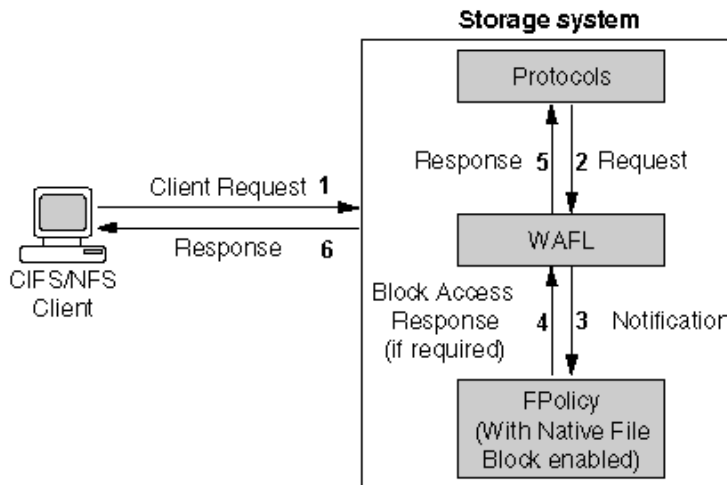 Storage system
Protocols
Response 5 2 Request
Client Request 1
WAFL
Response 6
CIFS/NFS
Client
Block Access
Response
(if required)
4 3 Notification
FPolicy
(With Native File
Block enabled)